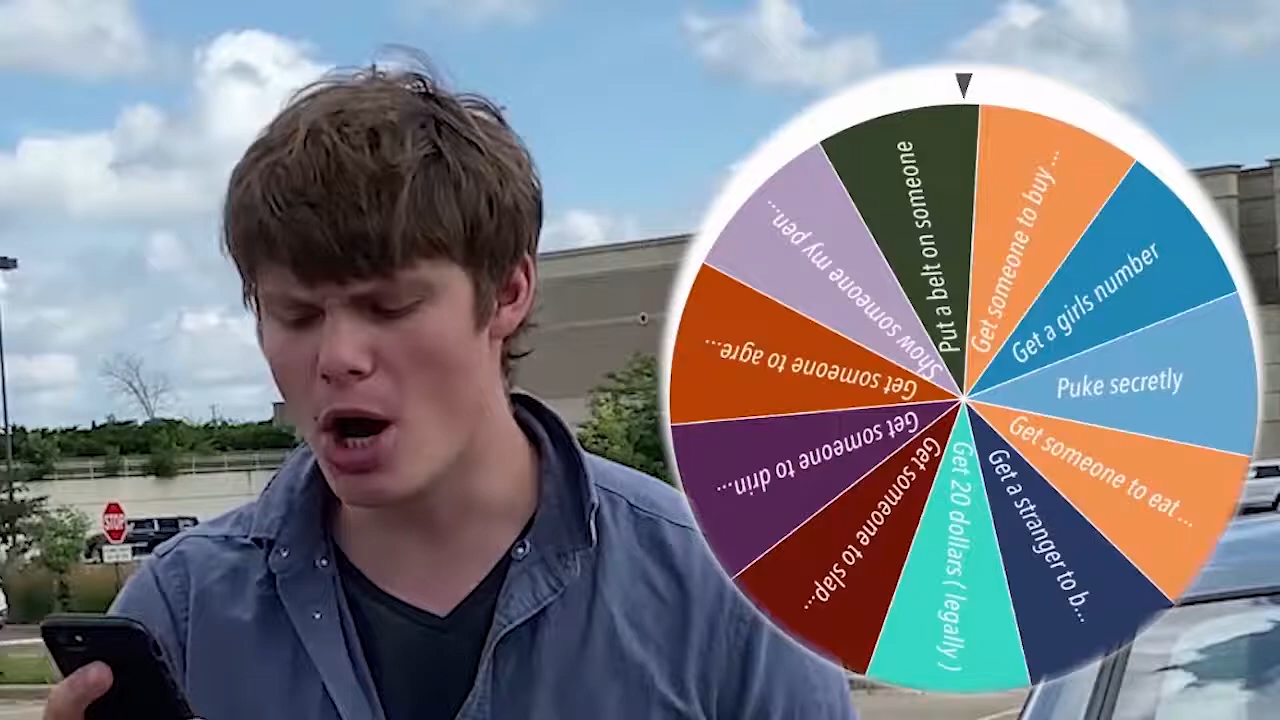 Put a belt on someone
Get someone to buy...
Get a girls number
Puke secretly
Get someone to eat...
Get a stranger to b...
Get 20 dollars ( legally )
Get someone to slap...
Get someone to drin...
Get someone to agre...
Show someone my pen...
STOP